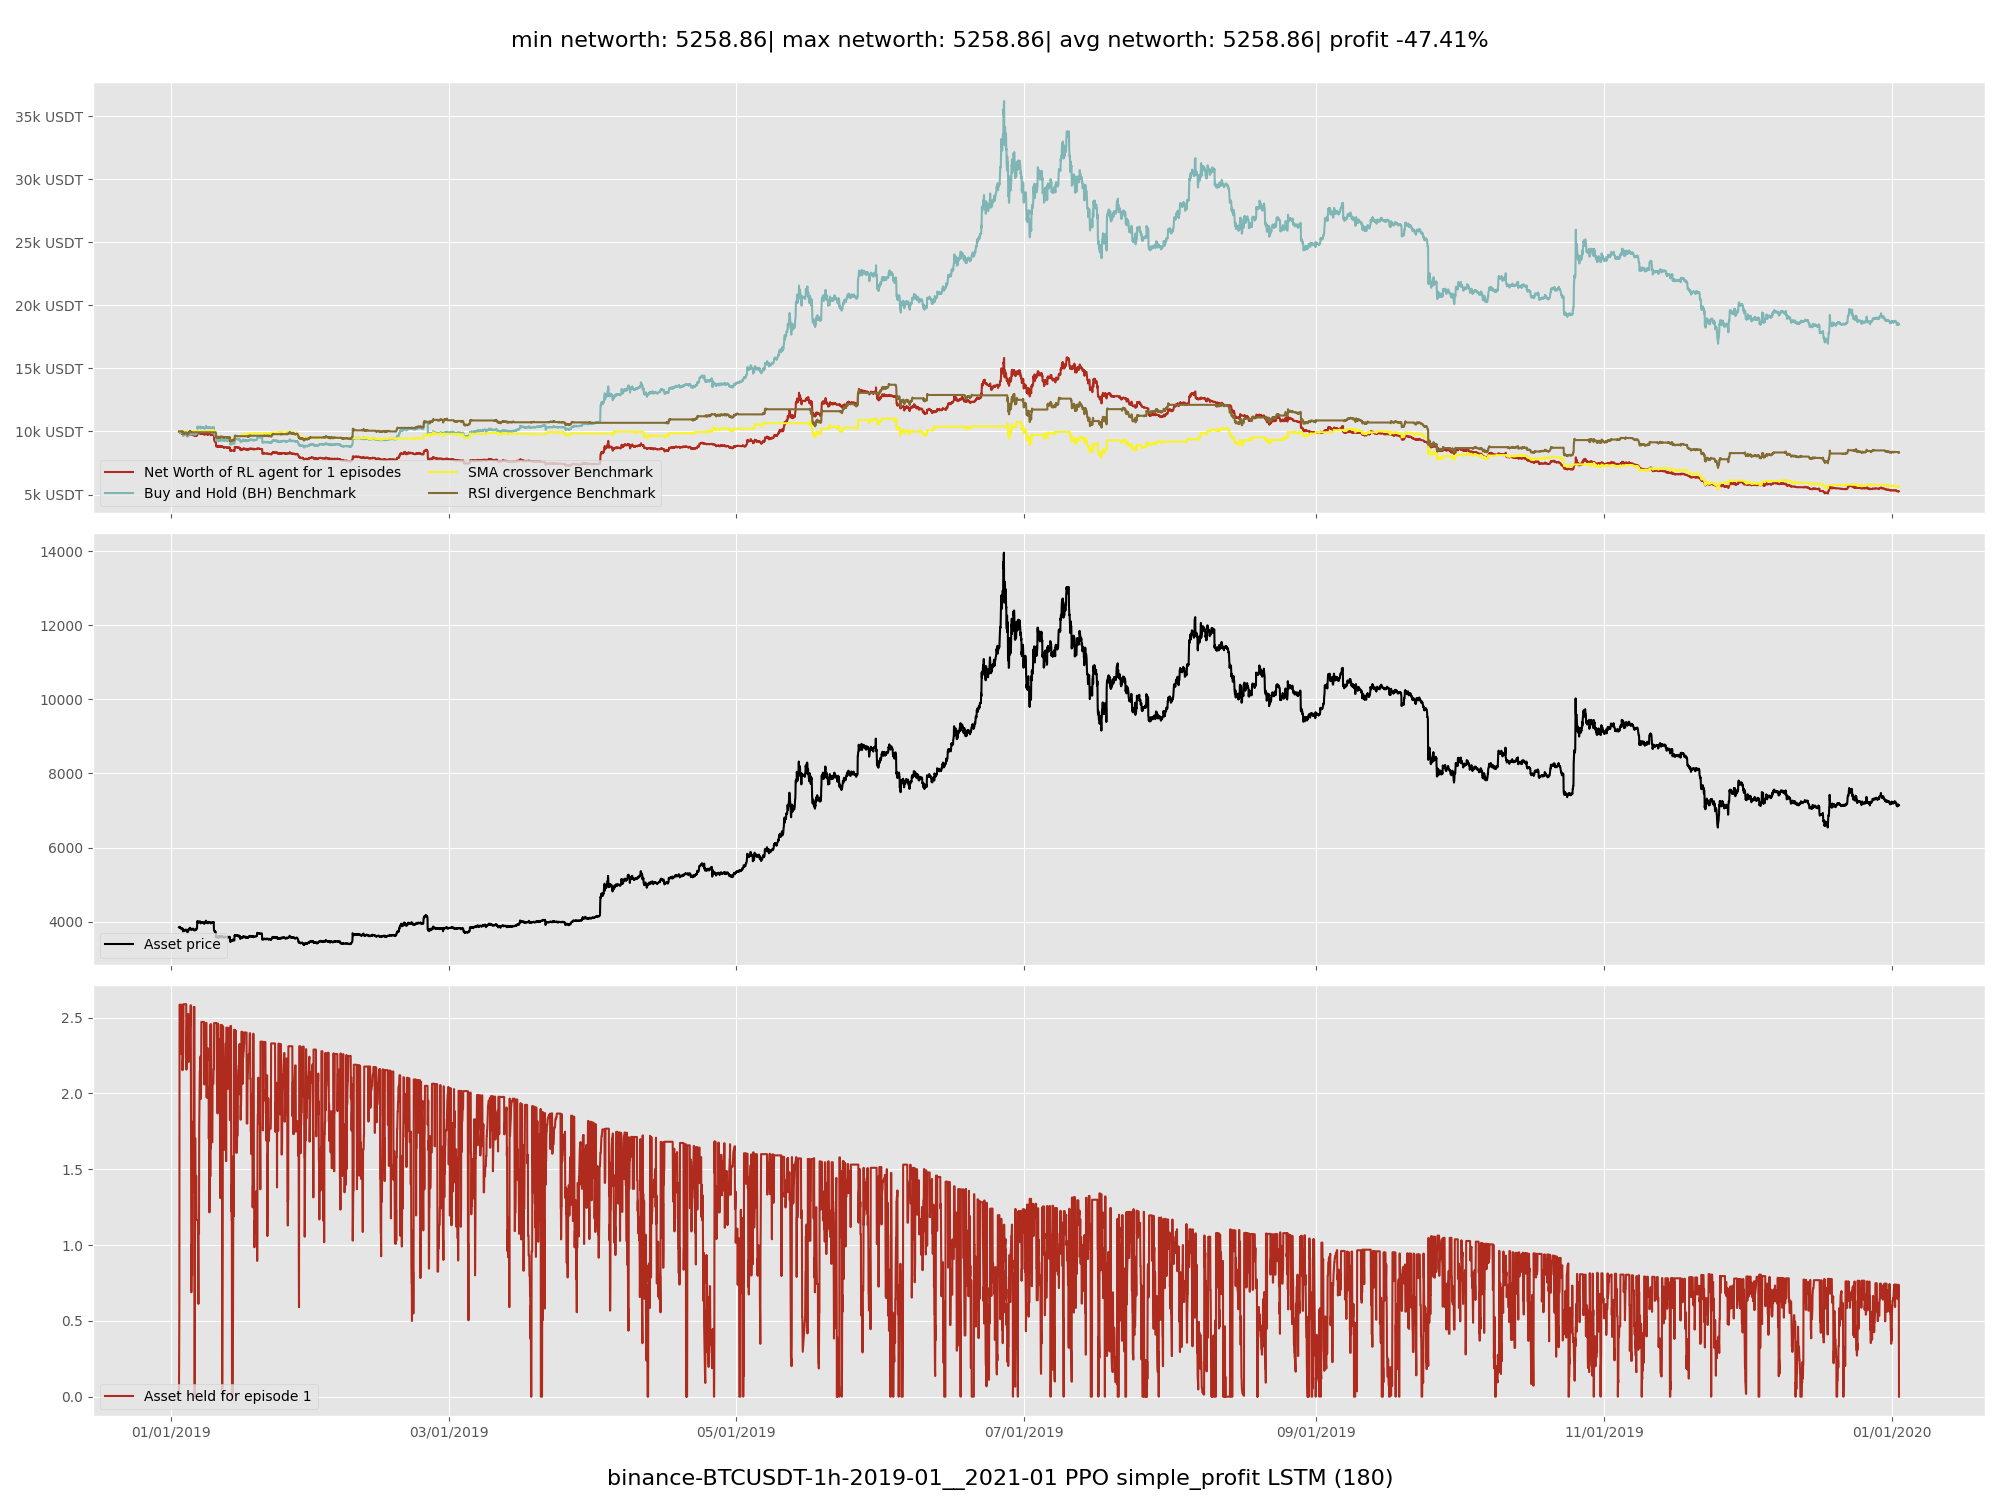 min networth: 5258.86| max networth: 5258.86| avg networth: 5258.86| profit -47.41%
35k USDT
30k USDT
25k USDT
20k USDT
15k USDT
10k USDT
5k USDT
Net Worth of RL agent for 1 episodes
Buy and Hold (BH) Benchmark
SMA crossover Benchmark
RSI divergence Benchmark
14000
12000
10000
8000
6000
4000
Asset price
2.5
2.0
1.5
1.0
0.5
0.0
Asset held for episode 1
01/01/2019 03/01/2019 05/01/2019 07/01/2019 09/01/2019 11/01/2019 01/01/2020
binance-BTCUSDT-1h-2019-01__2021-01 PPO simple_profit LSTM (180)